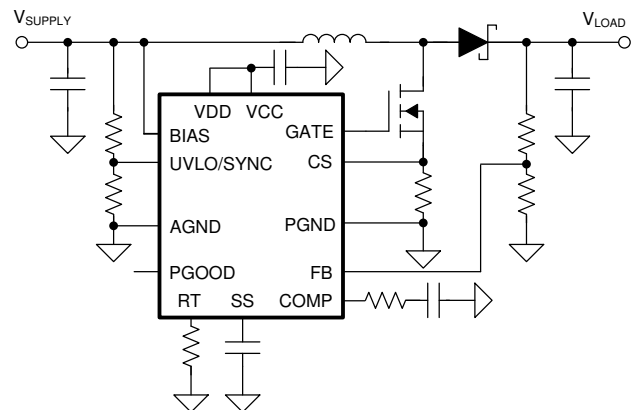 VSUPPLY
VLOAD
VDD VCC
BIAS
GATE
UVLO/SYNC
CS
AGND
PGND
PGOOD
FB
RT SS
COMP